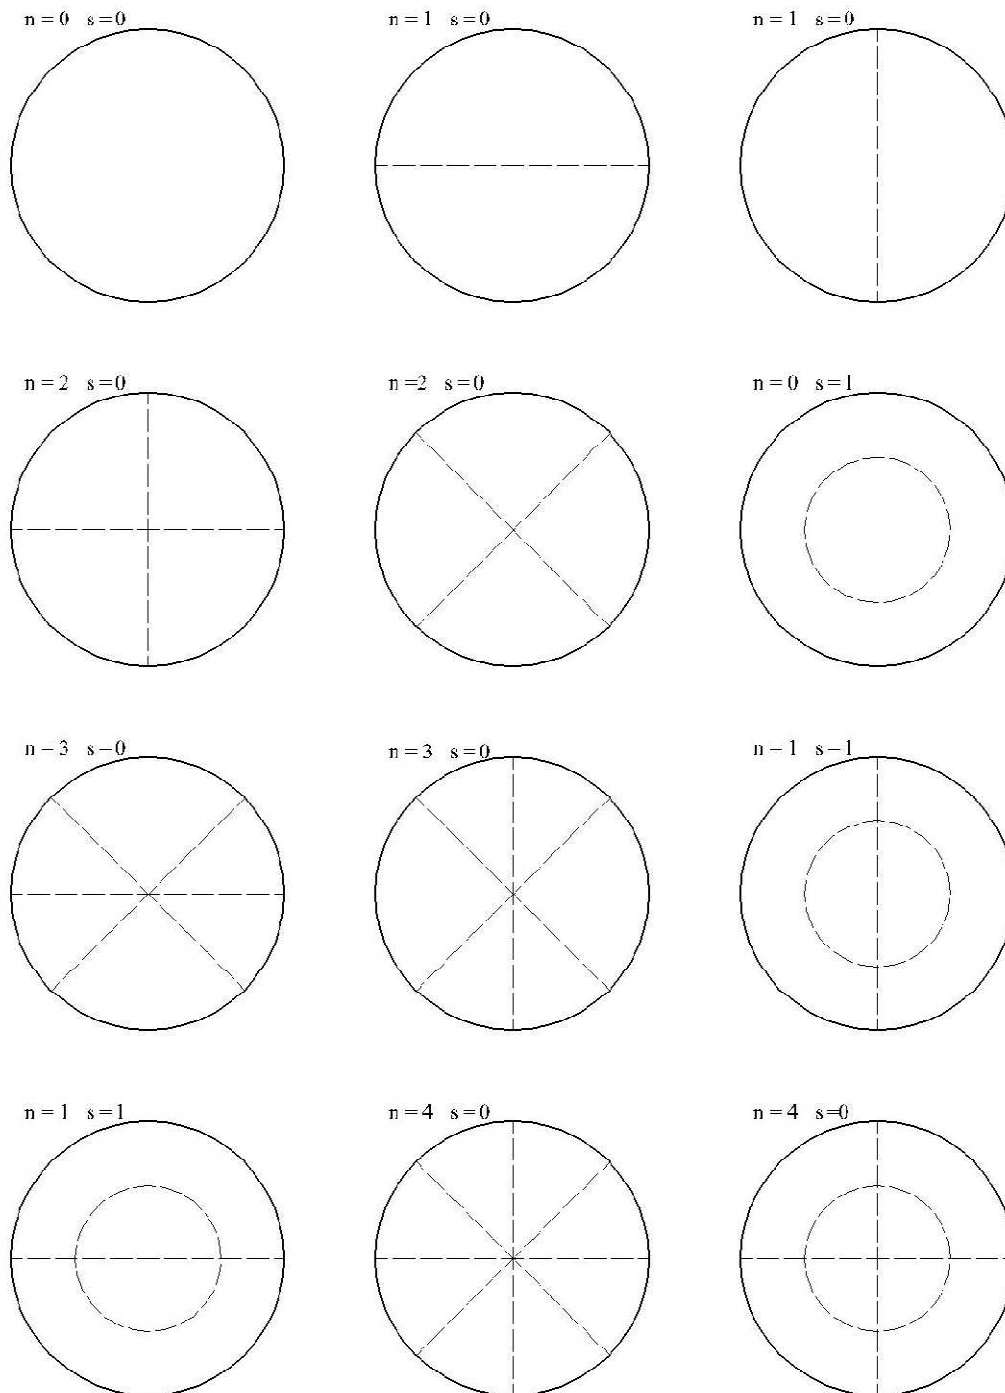 n = 0 s = 0
n = 1 s = 0
n = 1 s = 0
n = 2 s = 0
n =2 s = 0
n = 0 s = 1
n – 3 s – 0
n = 3 s = 0
n – 1 s – 1
n = 1 s = 1
n = 4 s = 0
n = 4 s=0